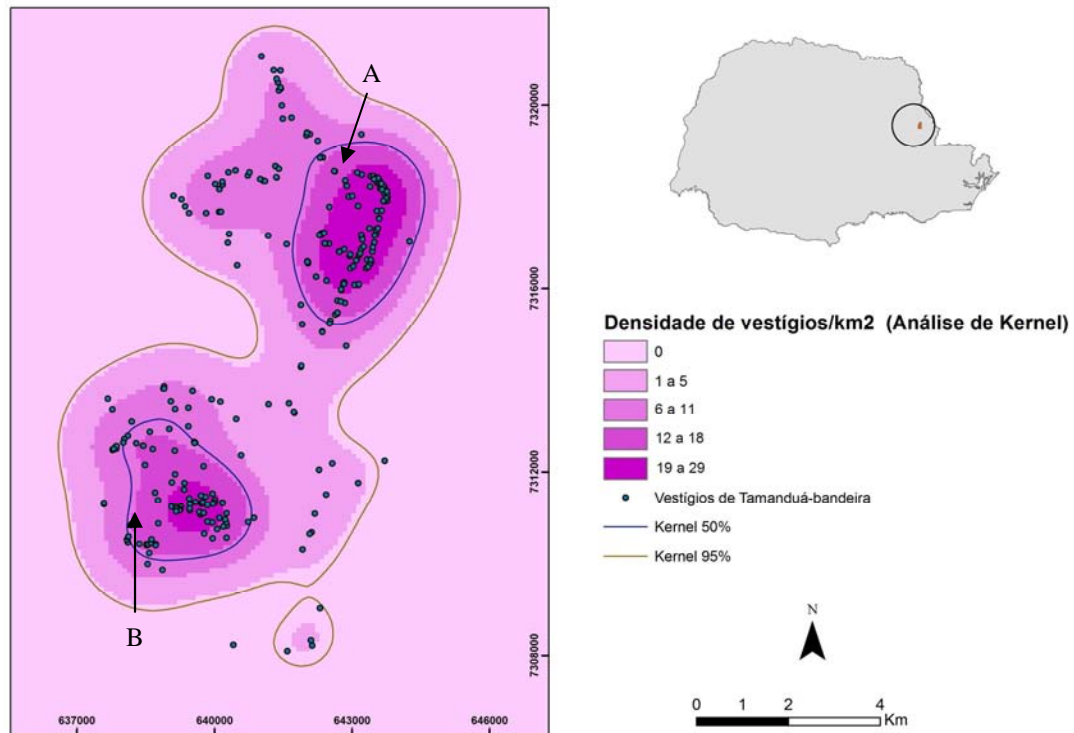 A
B
7320000
7316000
7312000
7308000
637000
640000
643000
646000
Densidade de vestígios/km2 (Análise de Kernel)
0
1 a 5
6 a 11
12 a 18
19 a 29
Vestígios de Tamanduá-bandeira
Kernel 50%
Kernel 95%
N
0 1 2 4
Km